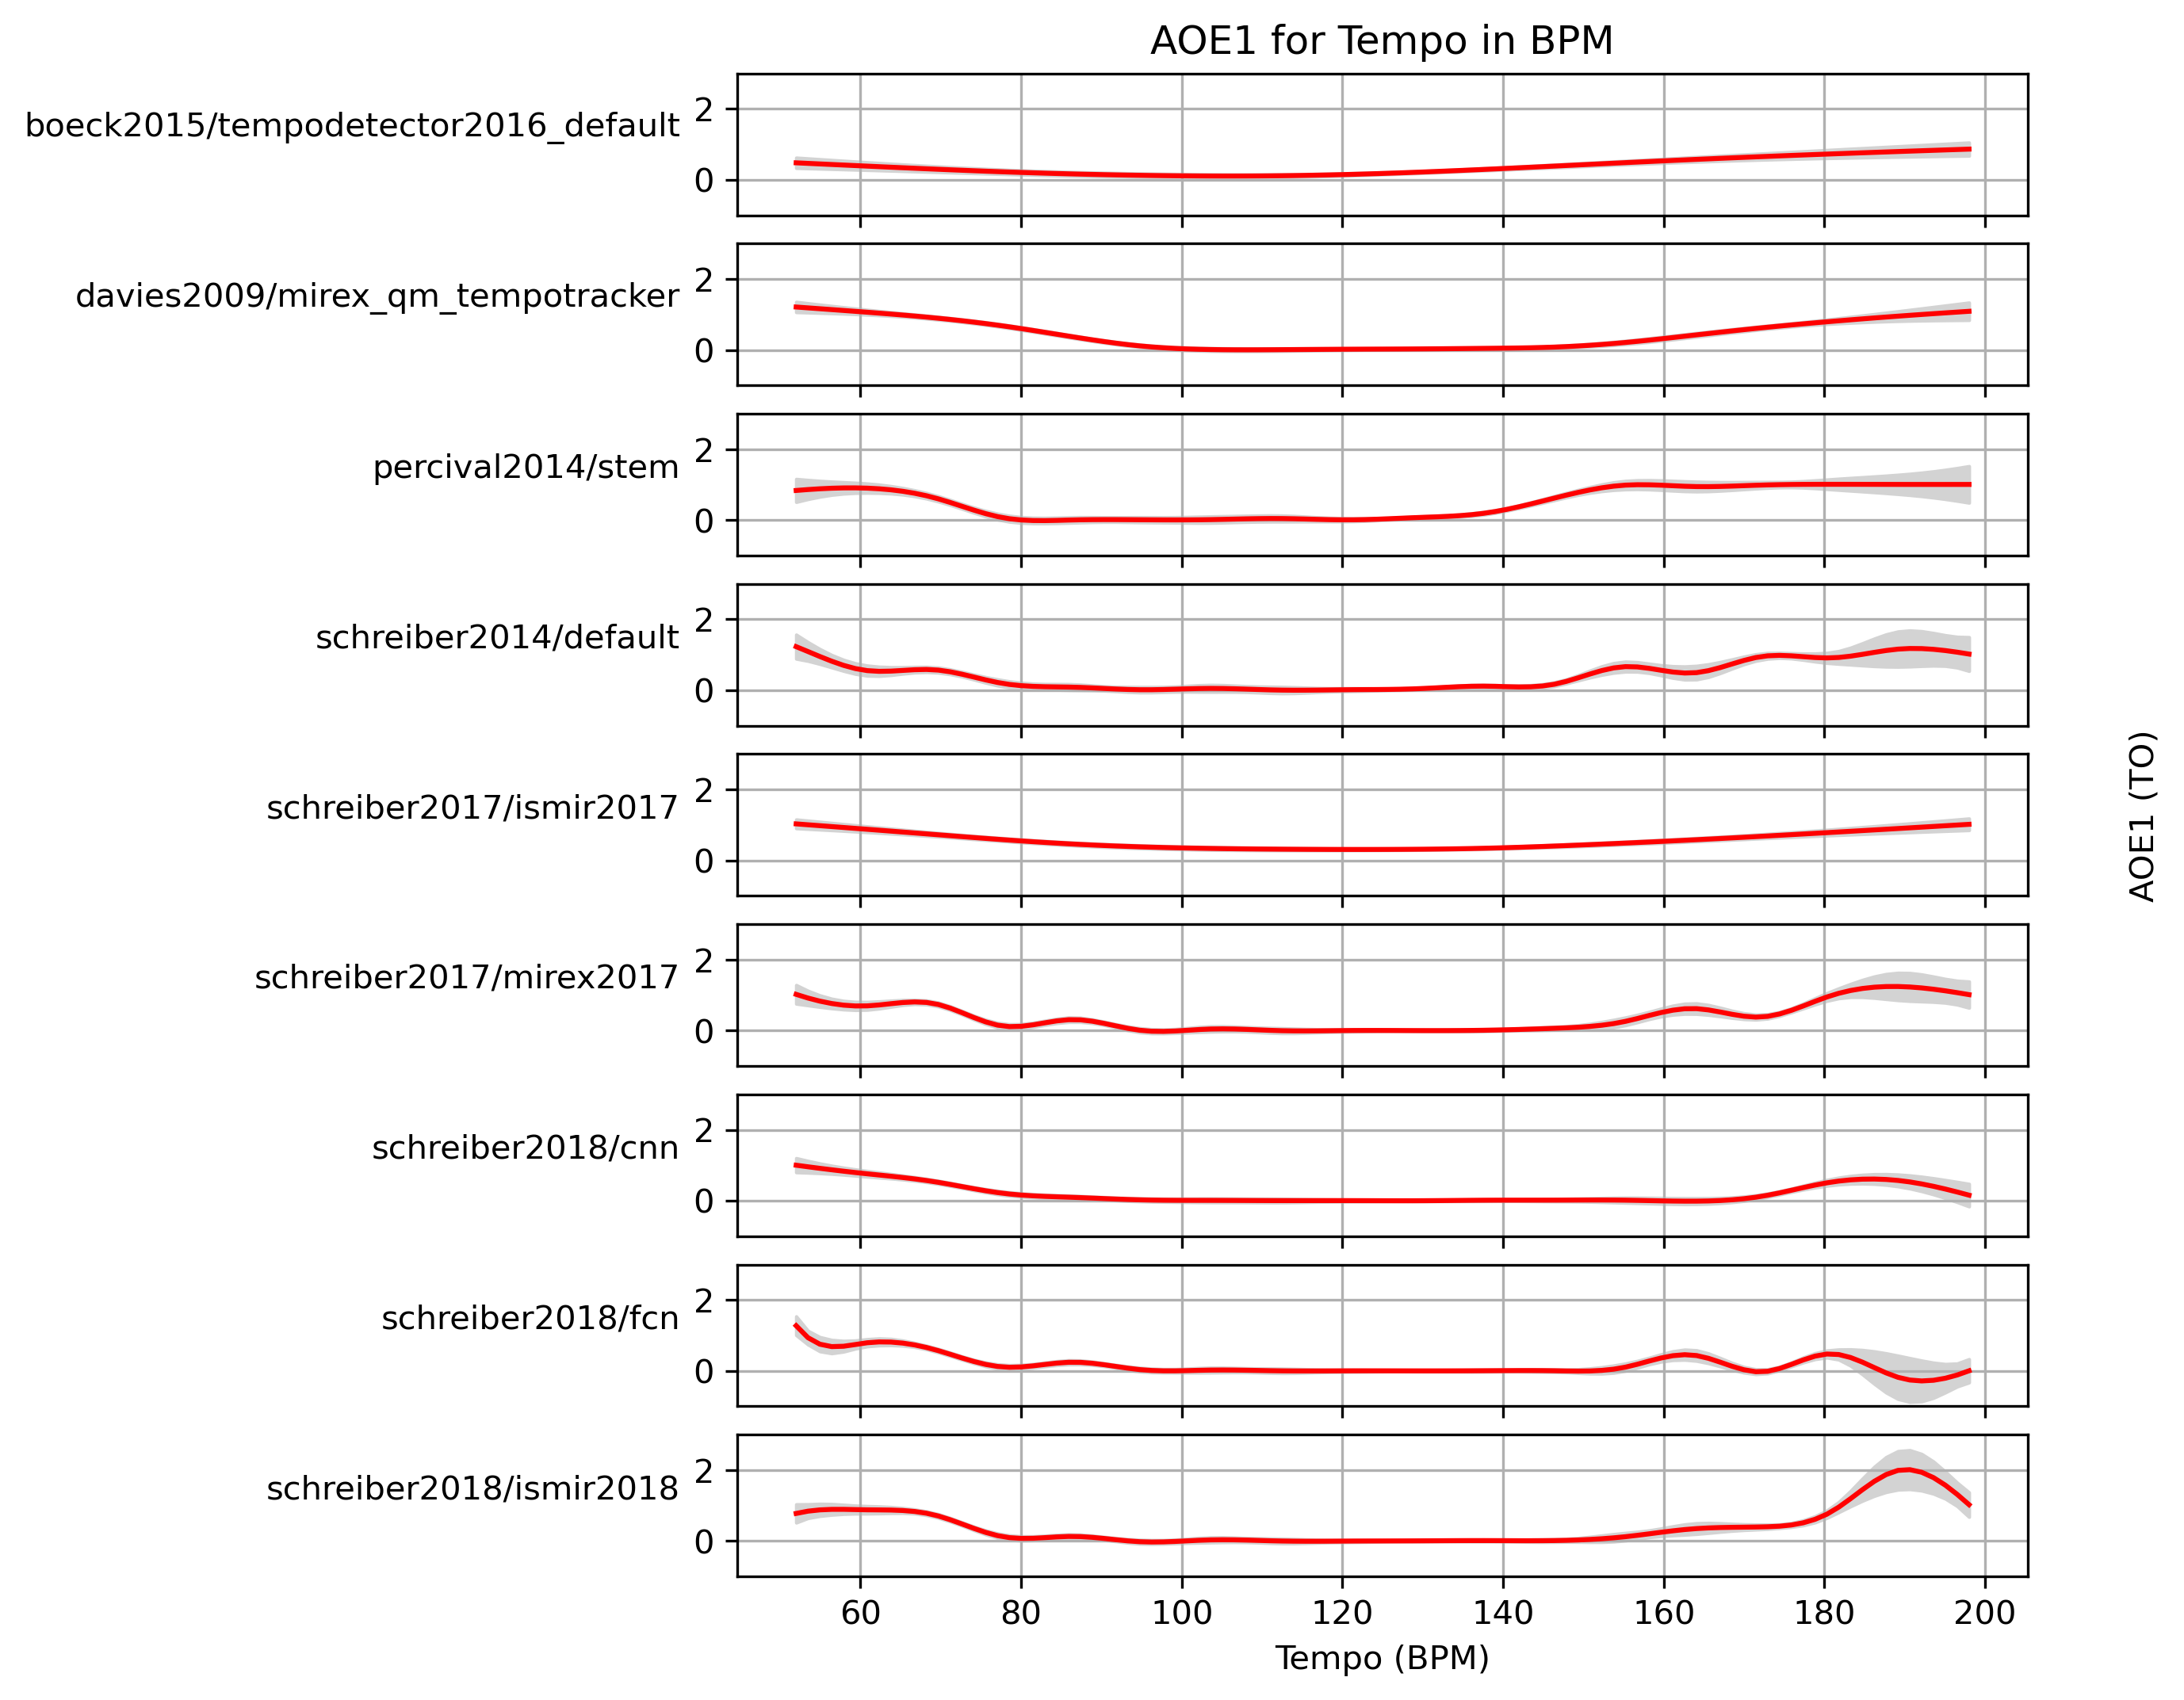 AOE1 for Tempo in BPM
boeck2015/tempodetector2016_default
2
0
davies2009/mirex_qm_tempotracker
2
0
percival2014/stem
2
0
schreiber2014/default
2
0
schreiber2017/ismir2017
2
0
schreiber2017/mirex2017
2
0
schreiber2018/cnn
2
0
schreiber2018/fcn
2
0
schreiber2018/ismir2018
2
0
60 80 100 120 140 160 180 200
Tempo (BPM)
AOE1 (TO)